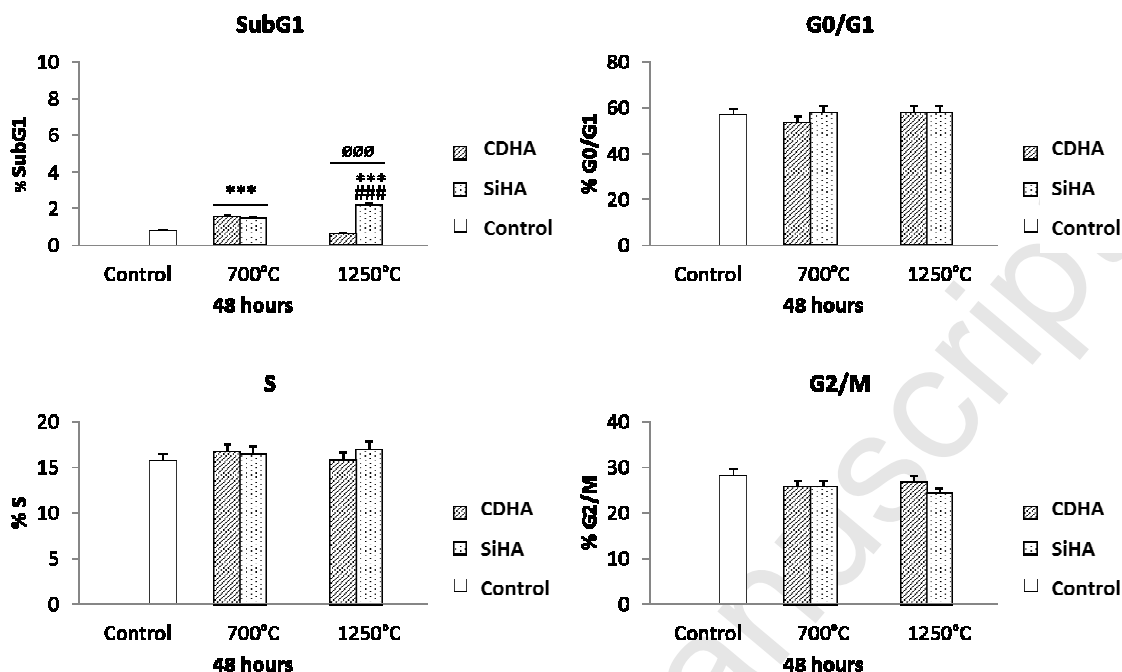 SubG1
10
8
6
4
2
0
% SubG1
***
øøø
***
###
Control 700°C 1250°C
48 hours
CDHA
SiHA
Control
G0/G1
80
60
40
20
0
% G0/G1
Control 700°C 1250°C
48 hours
CDHA
SiHA
Control
S
20
15
10
5
0
% S
Control 700°C 1250°C
48 hours
CDHA
SiHA
Control
G2/M
40
30
20
10
0
% G2/M
Control 700°C 1250°C
48 hours
CDHA
SiHA
Control
anuscrip